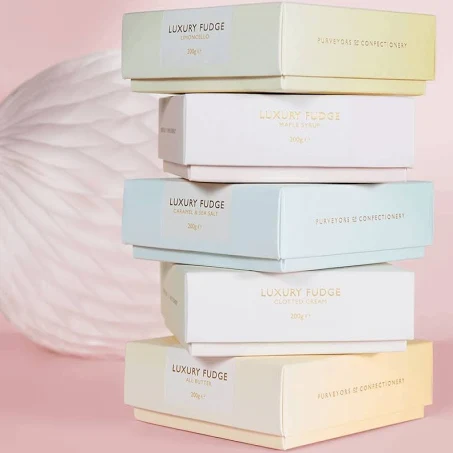 LUXURY FUDGE
LIMONCELLO
200g℮
PURVEYORS OF CONFECTIONERY
LUXURY FUDGE
MAPLE SYRUP
200g℮
LUXURY FUDGE
CARAMEL & SEA SALT
200g℮
PURVEYORS OF CONFECTIONERY
LUXURY FUDGE
CLOTTED CREAM
200g℮
LUXURY FUDGE
ALL BUTTER
200g℮
PURVEYORS OF CONFECTIONERY